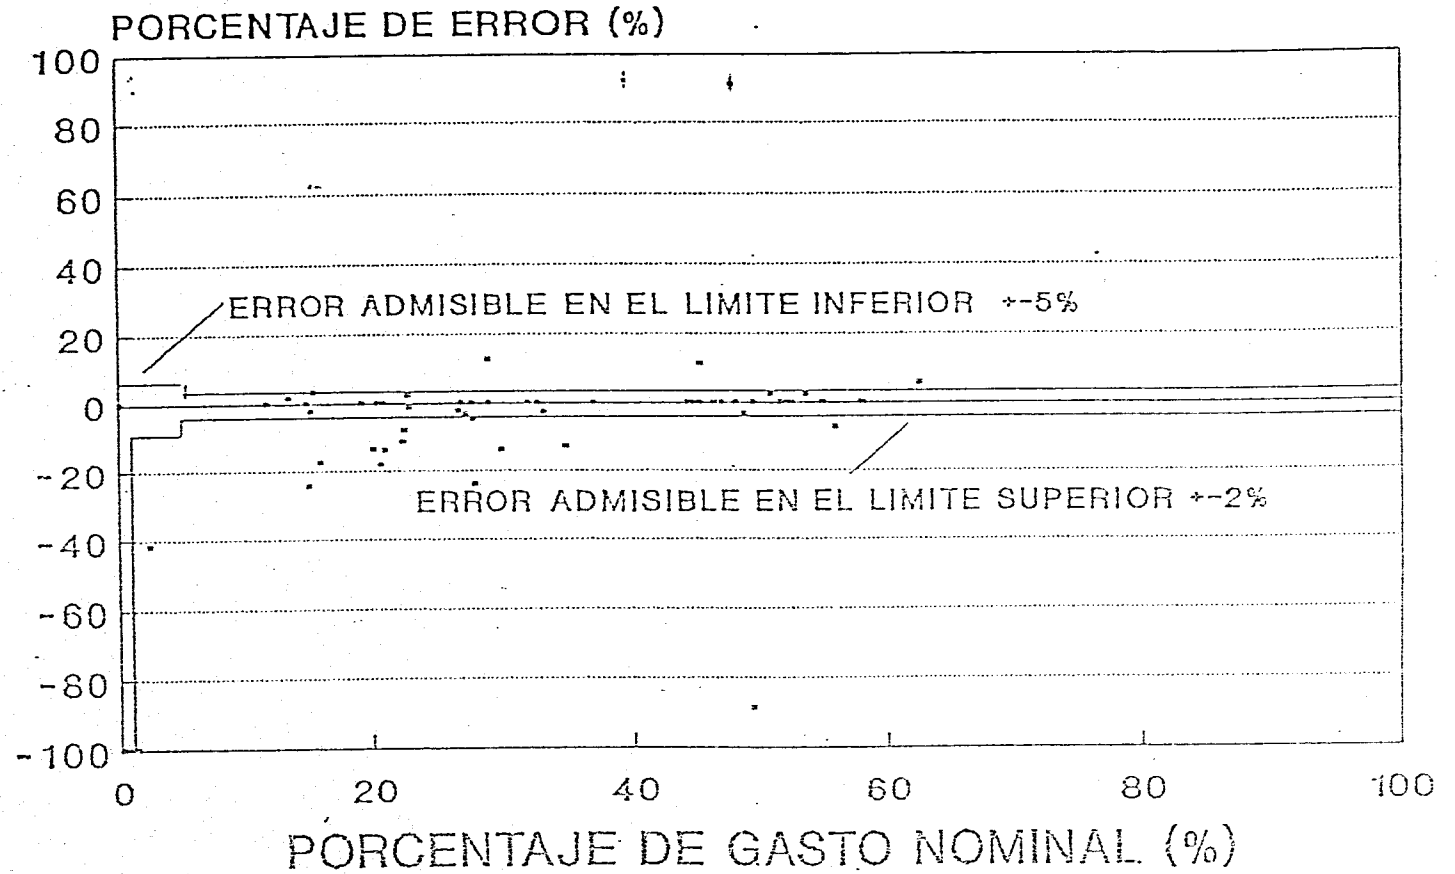 PORCENTAJE DE ERROR (%)
100
80
60
40
ERROR ADMISIBLE EN EL LIMITE INFERIOR +-5%
20
0
-20
ERROR ADMISIBLE EN EL LIMITE SUPERIOR +-2%
-40
-60
-80
-100
0 20 40 60 80 100
PORCENTAJE DE GASTO NOMINAL (%)